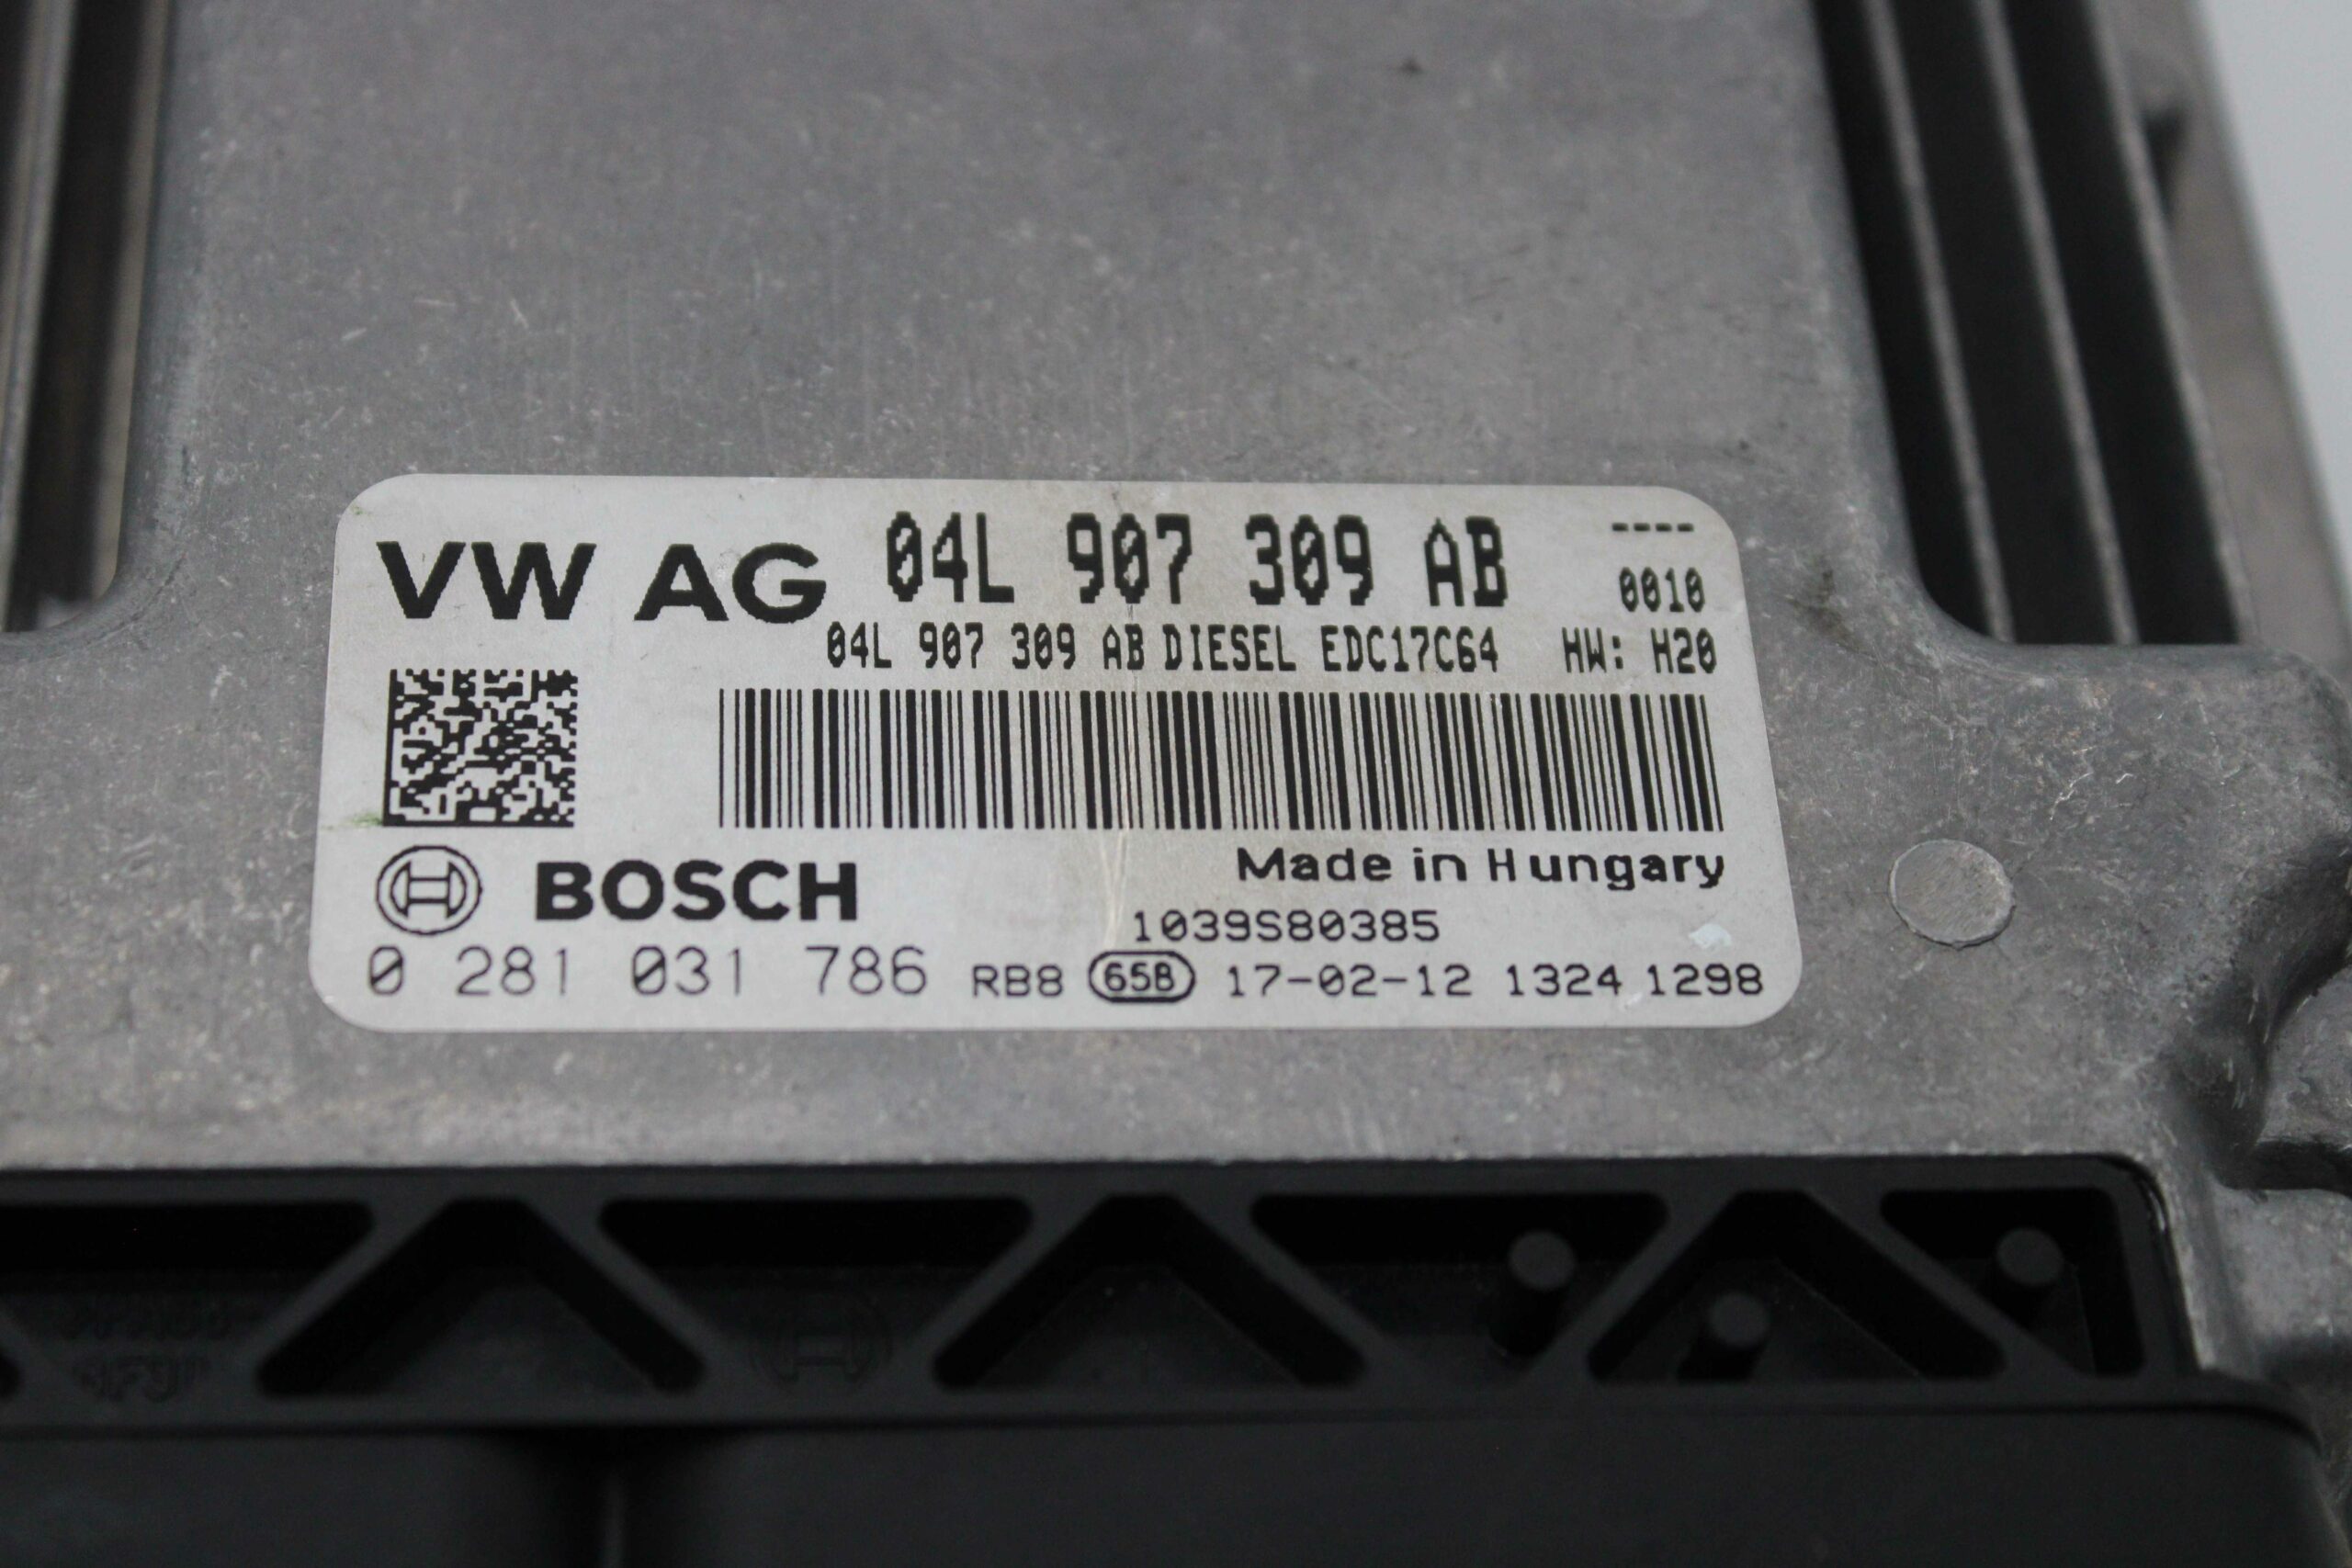 VW AG 04L 907 309 AB ----
0010
04L 907 309 AB DIESEL EDC17C64 HW: H20
BOSCH Made in Hungary
1039S80385
0 281 031 786 RB8 65B 17-02-12 1324 1298